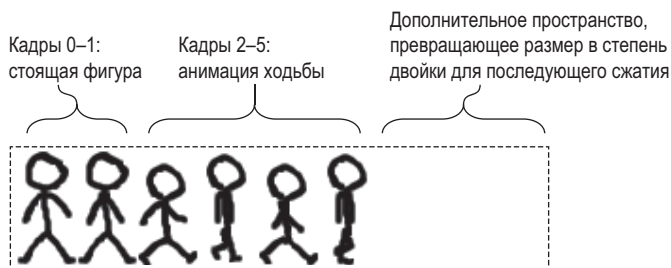 Кадры 0–1:
стоящая фигура
Кадры 2–5:
анимация ходьбы
Дополнительное пространство,
превращающее размер в степень
двойки для последующего сжатия